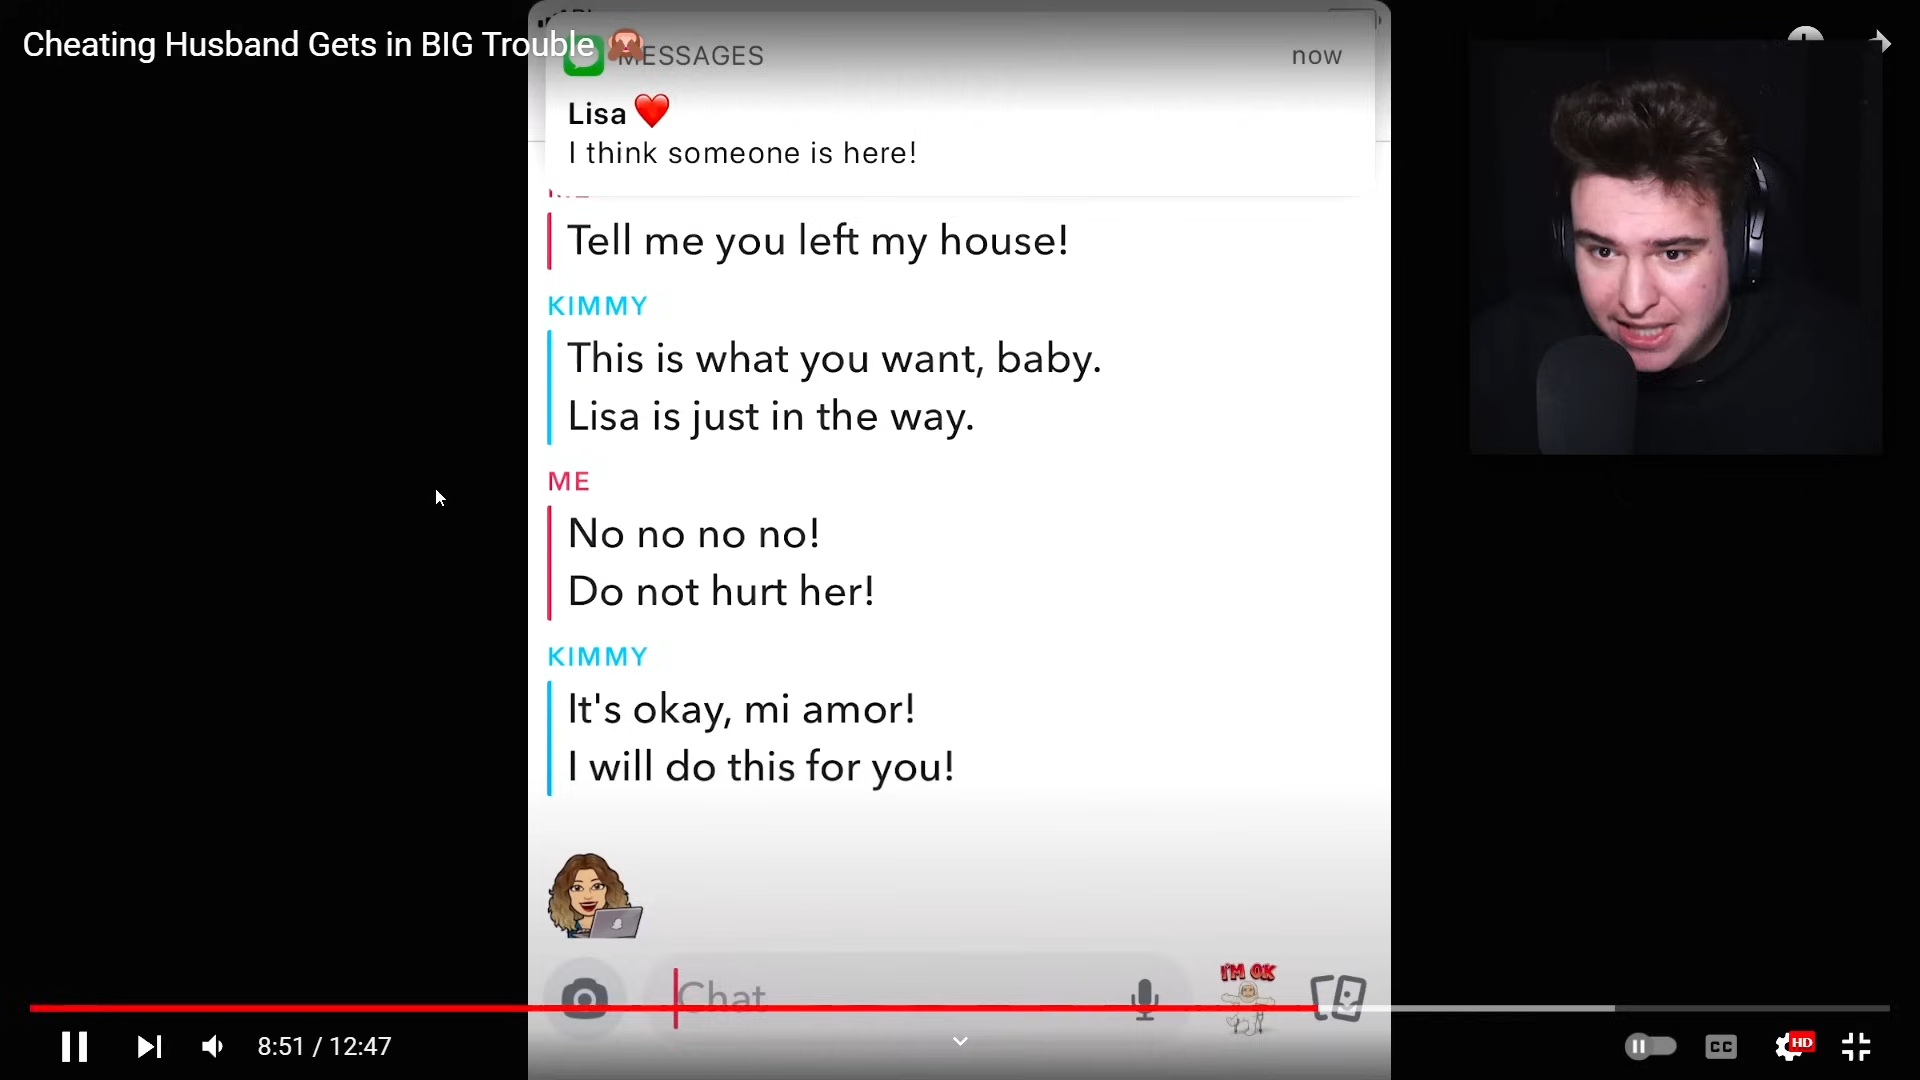 Cheating Husband Gets in BIG Trouble
MESSAGES
now
Lisa
I think someone is here!
Tell me you left my house!
KIMMY
This is what you want, baby.
Lisa is just in the way.
ME
No no no no!
Do not hurt her!
KIMMY
It's okay, mi amor!
I will do this for you!
I'M OK
Chat
8:51 / 12:47
CC
HD